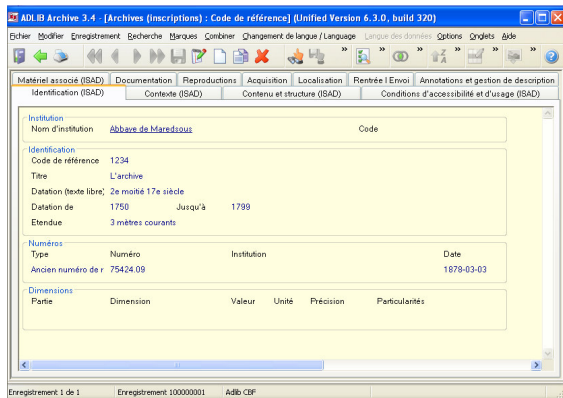 ADLIB Archive 3.4 - [Archives (inscriptions) : Code de référence] (Unified Version 6.3.0, build 320)
Fichier Modifier Enregistrement Recherche Marques Combiner Changement de langue / Language Langue des données Options Onglets Aide
Matériel associé (ISAD) Documentation Reproductions Acquisition Localisation Rentrée l Envoi Annotations et gestion de description
Identification (ISAD) Contexte (ISAD) Contenu et structure (ISAD) Conditions d'accessibilité et d'usage (ISAD)
Institution
Nom d'institution Abbaye de Maredsous Code
Identification
Code de référence 1234
Titre L'archive
Datation (texte libre) 2e moitié 17e siècle
Datation de 1750 Jusqu'à 1799
Etendue 3 mètres courants
Numéros
Type Numéro Institution Date
Ancien numéro de r 75424.09 1878-03-03
Dimensions
Partie Dimension Valeur Unité Précision Particularités
Enregistrement 1 de 1 Enregistrement 100000001 Adlib CBF